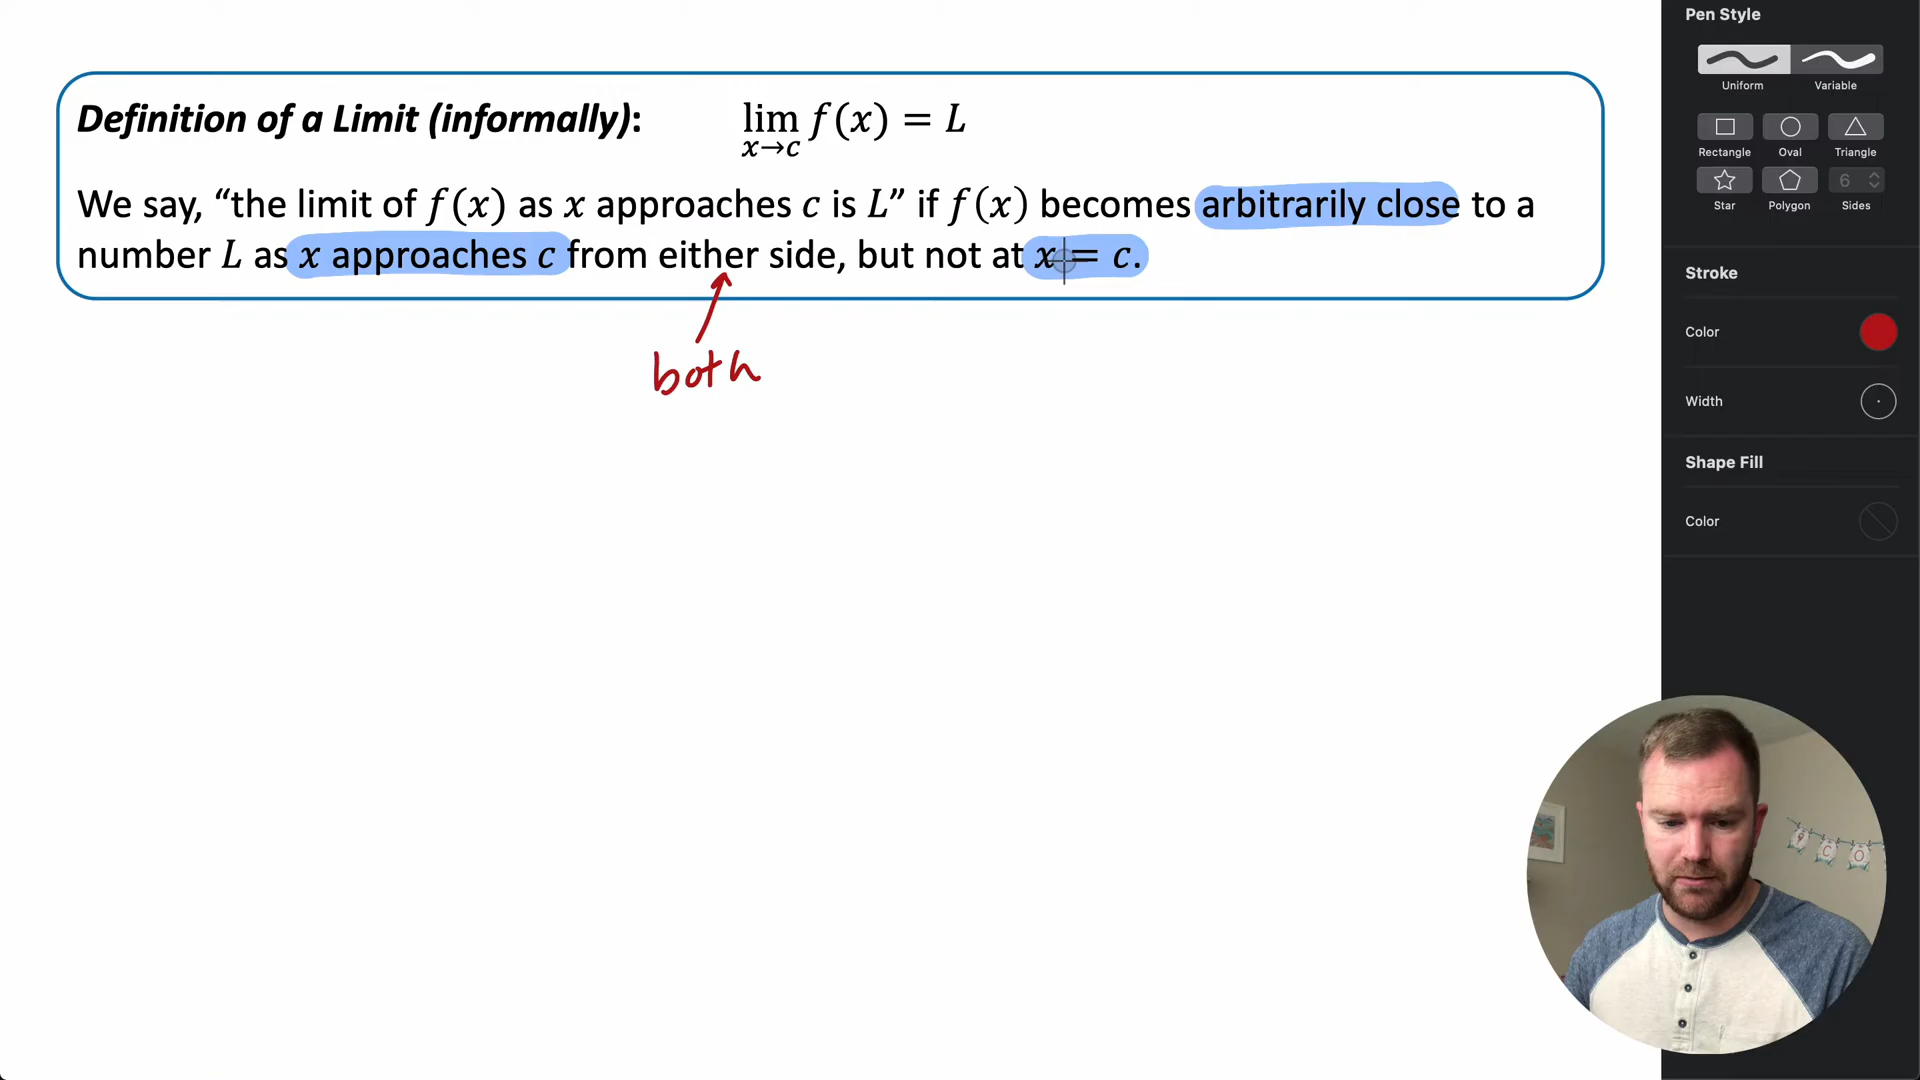 Definition of a Limit (informally): lim x→c f(x) = L
We say, “the limit of f(x) as x approaches c is L” if f(x) becomes arbitrarily close to a
number L as x approaches c from either side, but not at x = c.
both
Pen Style
Uniform Variable
Rectangle Oval Triangle
6
Star Polygon Sides
Stroke
Color
Width
Shape Fill
Color
C O